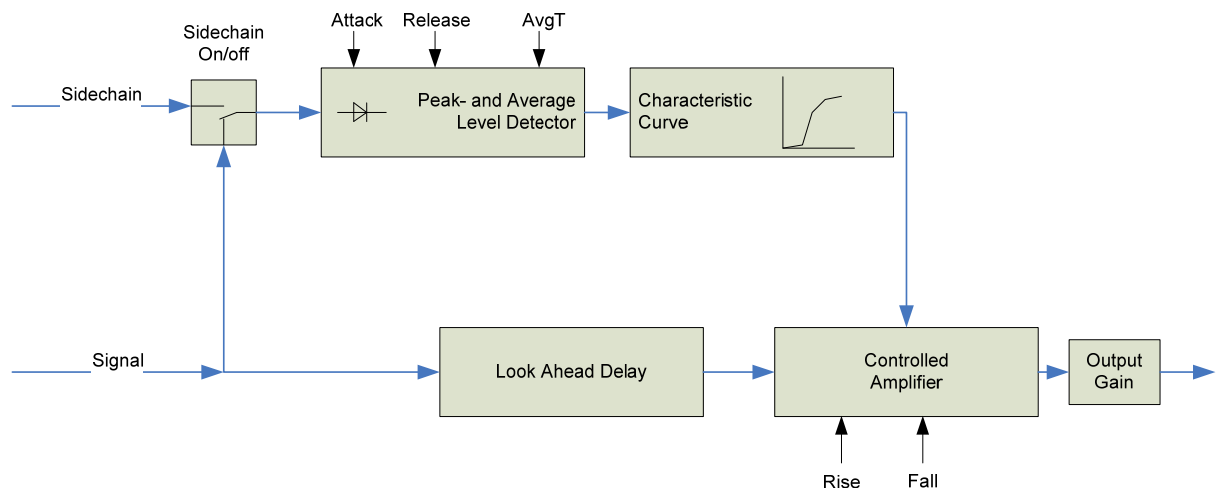 Attack
Release
AvgT
Sidechain
On/off
Sidechain
Peak- and Average
Level Detector
Characteristic
Curve
Signal
Look Ahead Delay
Controlled
Amplifier
Output
Gain
Rise
Fall